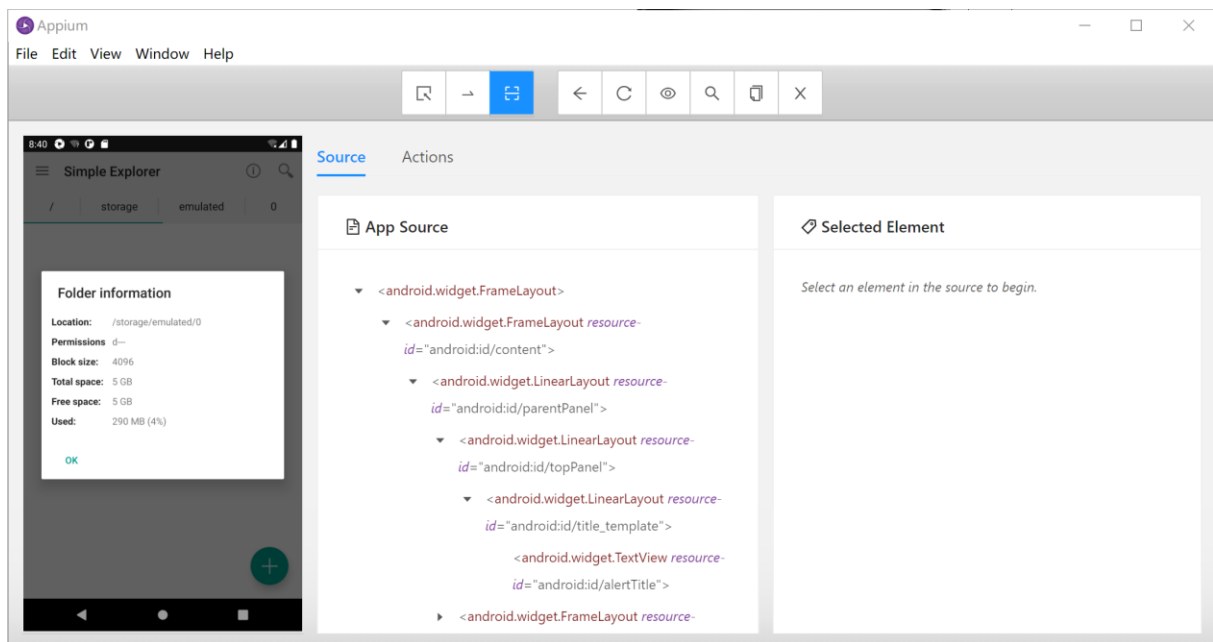 Appium
File Edit View Window Help
8:40
Simple Explorer
/ storage emulated 0
Folder information
Location: /storage/emulated/0
Permissions d---
Block size: 4096
Total space: 5 GB
Free space: 5 GB
Used: 290 MB (4%)
OK
Source Actions
App Source
<android.widget.FrameLayout>
<android.widget.FrameLayout resource-
id="android:id/content">
<android.widget.LinearLayout resource-
id="android:id/parentPanel">
<android.widget.LinearLayout resource-
id="android:id/topPanel">
<android.widget.LinearLayout resource-
id="android:id/title_template">
<android.widget.TextView resource-
id="android:id/alertTitle">
<android.widget.FrameLayout resource-
Selected Element
Select an element in the source to begin.